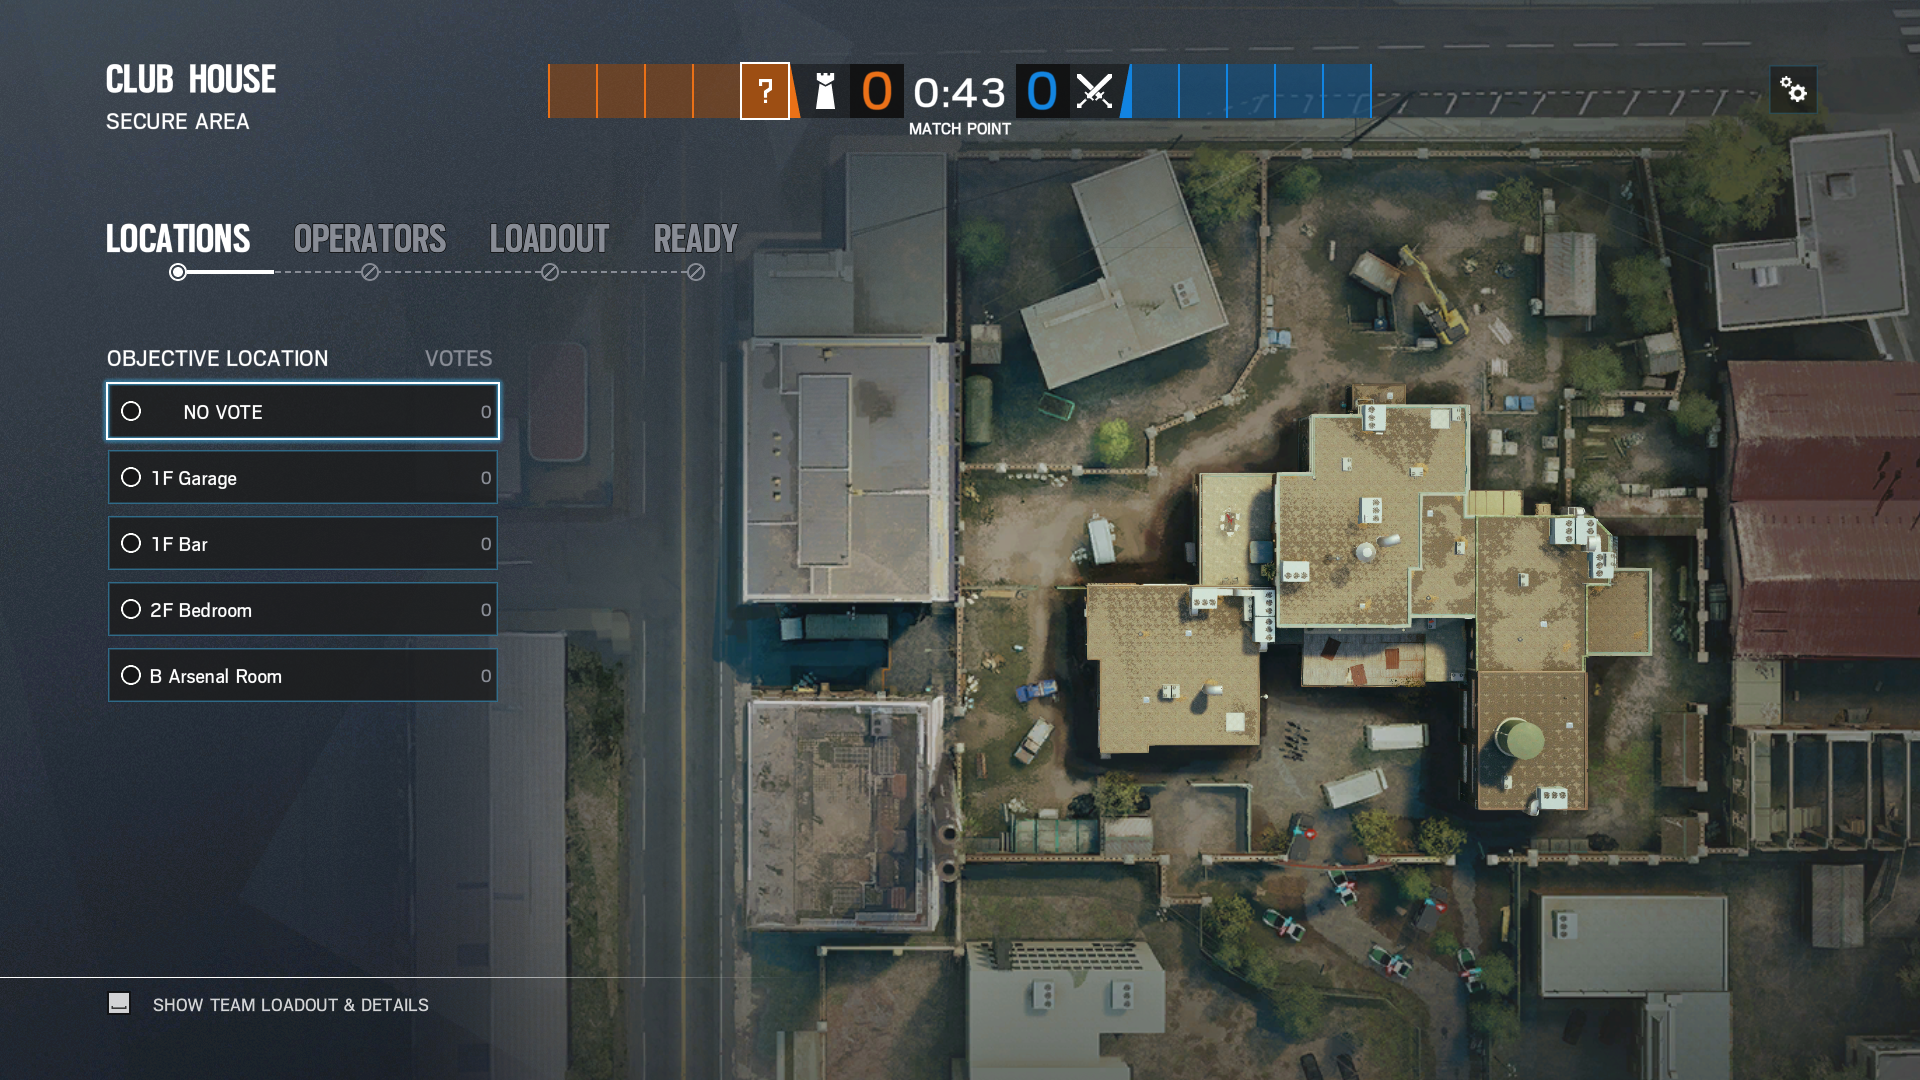 CLUB HOUSE
SECURE AREA
?
0
0:43
0
MATCH POINT
LOCATIONS
OPERATORS
LOADOUT
READY
OBJECTIVE LOCATION
VOTES
NO VOTE
0
1F Garage
0
1F Bar
0
2F Bedroom
0
B Arsenal Room
0
SHOW TEAM LOADOUT & DETAILS